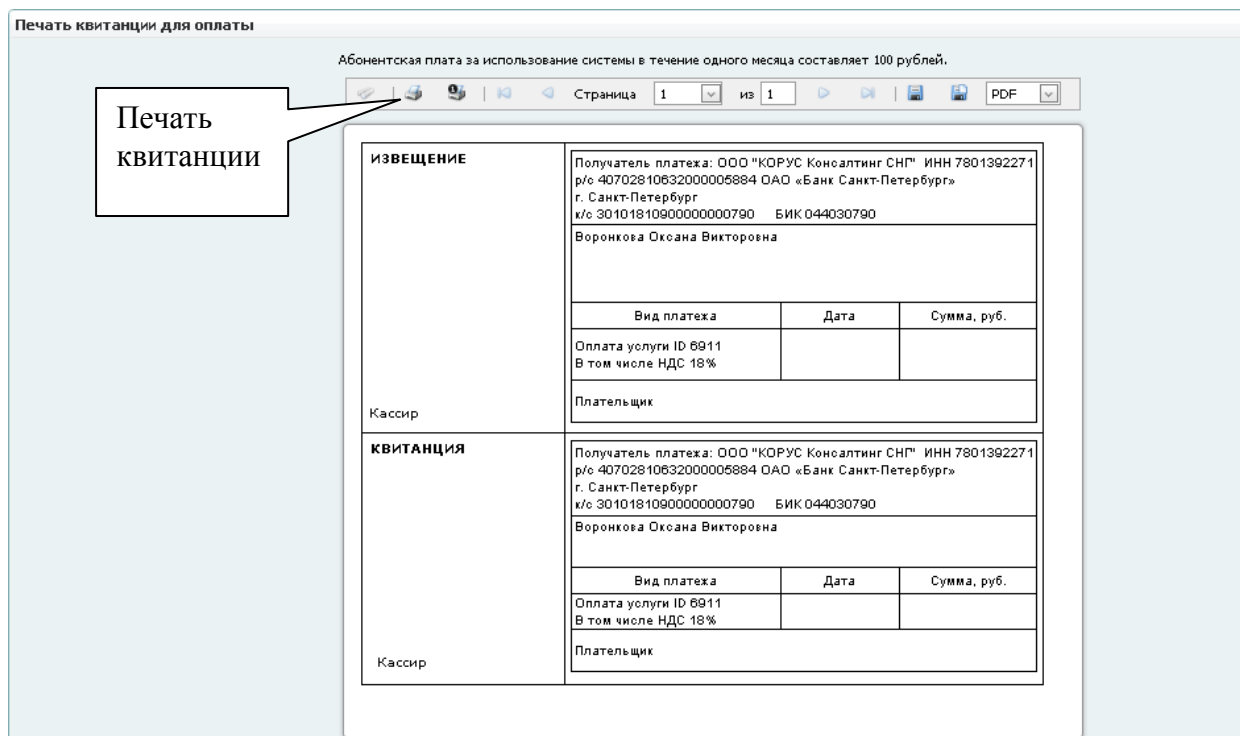 Печать квитанции для оплаты
Абонентская плата за использование системы в течение одного месяца составляет 100 рублей.
Страница 1 из 1 PDF
Печать
квитанции
ИЗВЕЩЕНИЕ
Получатель платежа: ООО "КОРУС Консалтинг СНГ" ИНН 7801392271
р/с 40702810632000005884 ОАО «Банк Санкт-Петербург»
г. Санкт-Петербург
к/с 30101810900000000790 БИК 044030790
Воронкова Оксана Викторовна
Вид платежа Дата Сумма, руб.
Оплата услуги ID 6911
В том числе НДС 18%
Плательщик
Кассир
КВИТАНЦИЯ
Получатель платежа: ООО "КОРУС Консалтинг СНГ" ИНН 7801392271
р/с 40702810632000005884 ОАО «Банк Санкт-Петербург»
г. Санкт-Петербург
к/с 30101810900000000790 БИК 044030790
Воронкова Оксана Викторовна
Вид платежа Дата Сумма, руб.
Оплата услуги ID 6911
В том числе НДС 18%
Плательщик
Кассир